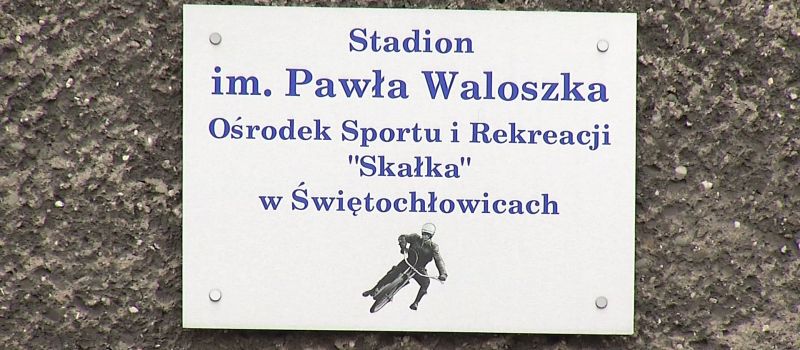 Stadion
im. Pawła Waloszka
Ośrodek Sportu i Rekreacji
"Skałka"
w Świętochłowicach